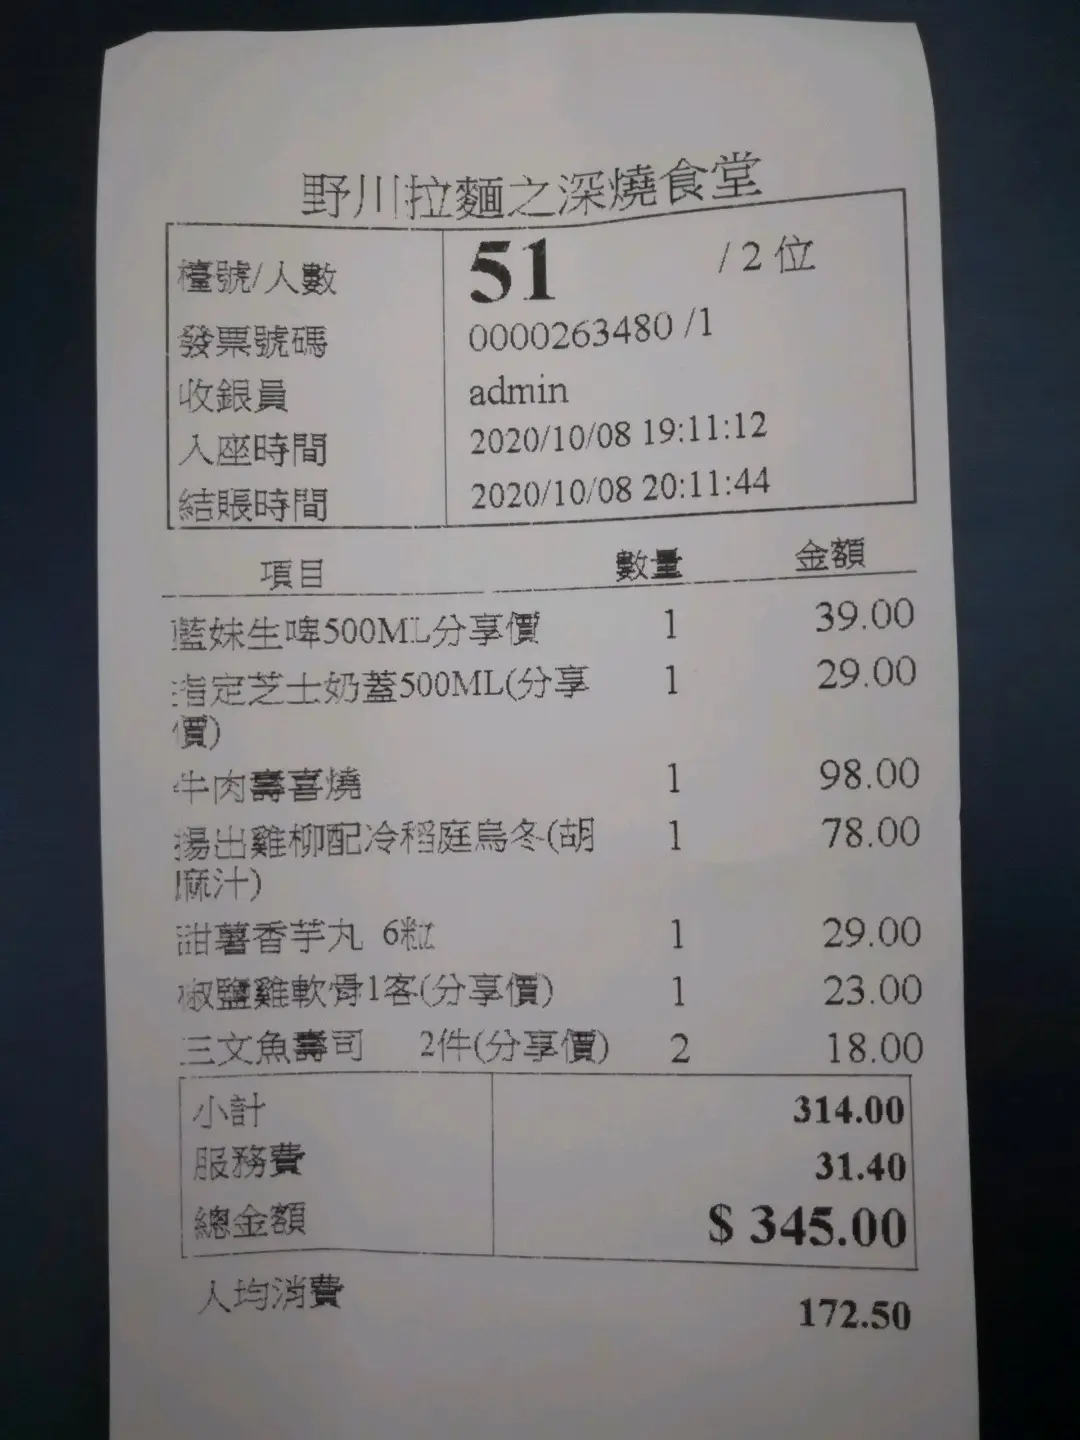 野川拉麵之深燒食堂
檯號/人數 51 / 2 位
發票號碼 0000263480 /1
收銀員 admin
入座時間 2020/10/08 19:11:12
結賬時間 2020/10/08 20:11:44
項目 數量 金額
藍妹生啤500ML分享價 1 39.00
指定芝士奶蓋500ML(分享 1 29.00
價)
牛肉壽喜燒 1 98.00
揚出雞柳配冷稻庭烏冬(胡 1 78.00
麻汁)
甜薯香芋丸 6粒 1 29.00
椒鹽雞軟骨1客(分享價) 1 23.00
三文魚壽司 2件(分享價) 2 18.00
小計 314.00
服務費 31.40
總金額 $ 345.00
人均消費 172.50